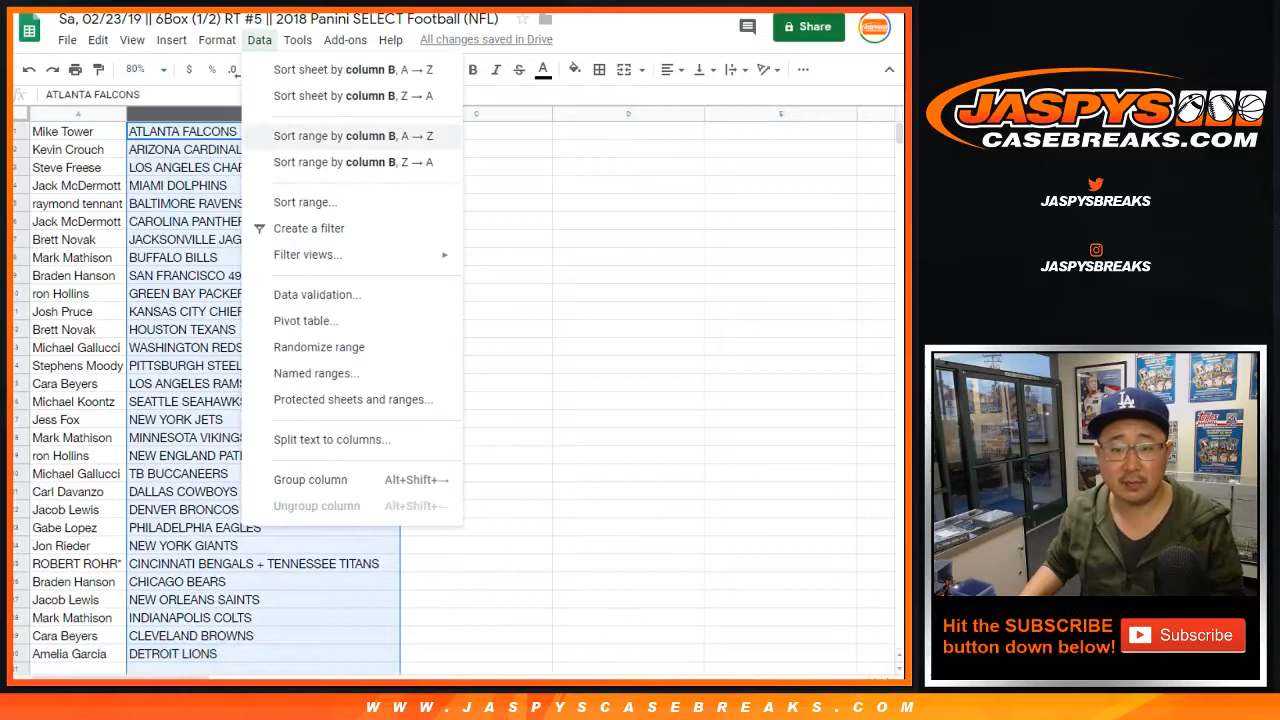 Sa, 02/23/19 || 6Box (1/2) RT #5 || 2018 Panini SELECT Football (NFL)
File Edit View Insert Format Data Tools Add-ons Help All changes saved in Drive
Share
80% $ % .0 B I S A
fx ATLANTA FALCONS
A C D E
Mike Tower ATLANTA FALCONS
Kevin Crouch ARIZONA CARDINAL
Steve Freese LOS ANGELES CHAR
Jack McDermott MIAMI DOLPHINS
raymond tennant BALTIMORE RAVENS
Jack McDermott CAROLINA PANTHER
Brett Novak JACKSONVILLE JAG
Mark Mathison BUFFALO BILLS
Braden Hanson SAN FRANCISCO 49
ron Hollins GREEN BAY PACKER
Josh Pruce KANSAS CITY CHIEF
Brett Novak HOUSTON TEXANS
Michael Gallucci WASHINGTON REDS
Stephens Moody PITTSBURGH STEEL
Cara Beyers LOS ANGELES RAMS
Michael Koontz SEATTLE SEAHAWKS
Jess Fox NEW YORK JETS
Mark Mathison MINNESOTA VIKINGS
ron Hollins NEW ENGLAND PATI
Michael Gallucci TB BUCCANEERS
Carl Davanzo DALLAS COWBOYS
Jacob Lewis DENVER BRONCOS
Gabe Lopez PHILADELPHIA EAGLES
Jon Rieder NEW YORK GIANTS
ROBERT ROHR* CINCINNATI BENGALS + TENNESSEE TITANS
Braden Hanson CHICAGO BEARS
Jacob Lewis NEW ORLEANS SAINTS
Mark Mathison INDIANAPOLIS COLTS
Cara Beyers CLEVELAND BROWNS
Amelia Garcia DETROIT LIONS
Sort sheet by column B, A → Z
Sort sheet by column B, Z → A
Sort range by column B, A → Z
Sort range by column B, Z → A
Sort range...
Create a filter
Filter views...
Data validation...
Pivot table...
Randomize range
Named ranges...
Protected sheets and ranges...
Split text to columns...
Group column Alt+Shift+→
Ungroup column Alt+Shift+←
JASPYS
CASEBREAKS.COM
JASPYSBREAKS
JASPYSBREAKS
Topps
LA
Hit the SUBSCRIBE
button down below!
Subscribe
WWW.JASPYSCASEBREAKS.COM